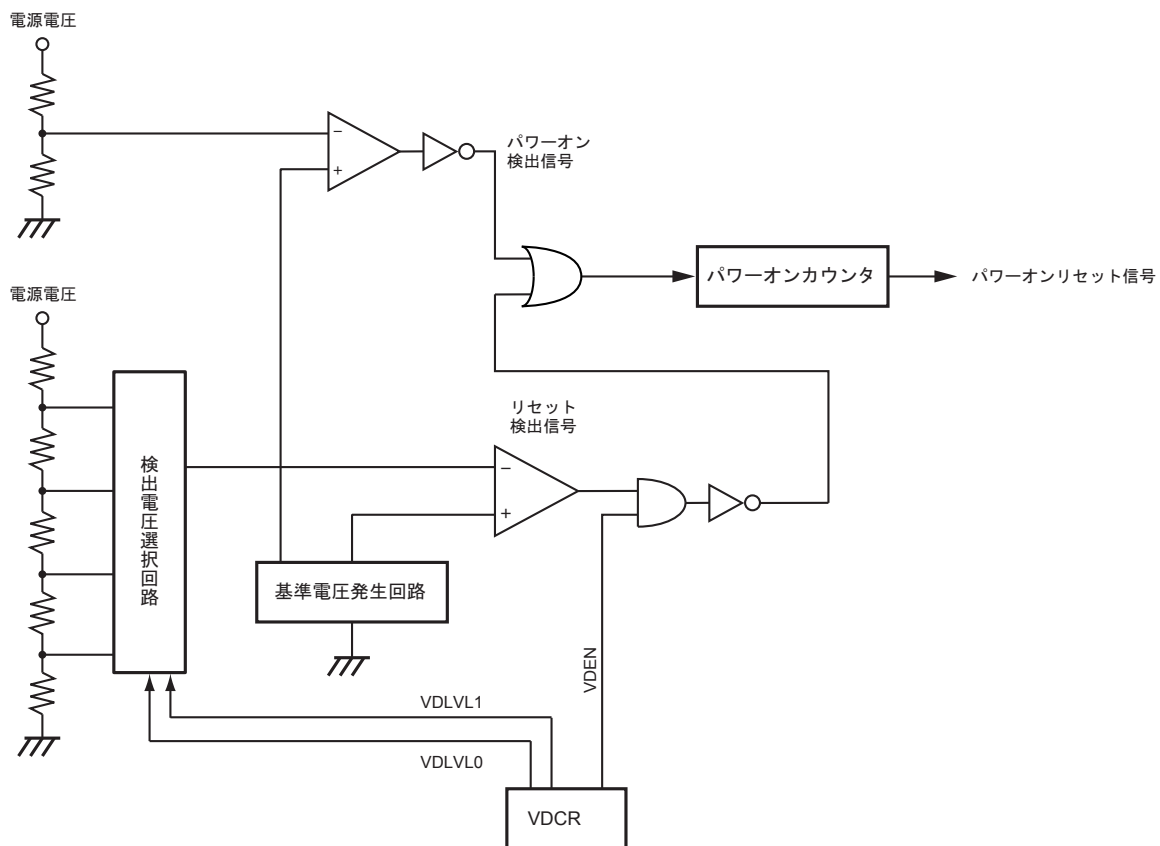 電源電圧
−
+
パワーオン
検出信号
パワーオンカウンタ
パワーオンリセット信号
電源電圧
検出電圧選択回路
リセット
検出信号
−
+
基準電圧発生回路
VDEN
VDLVL1
VDLVL0
VDCR